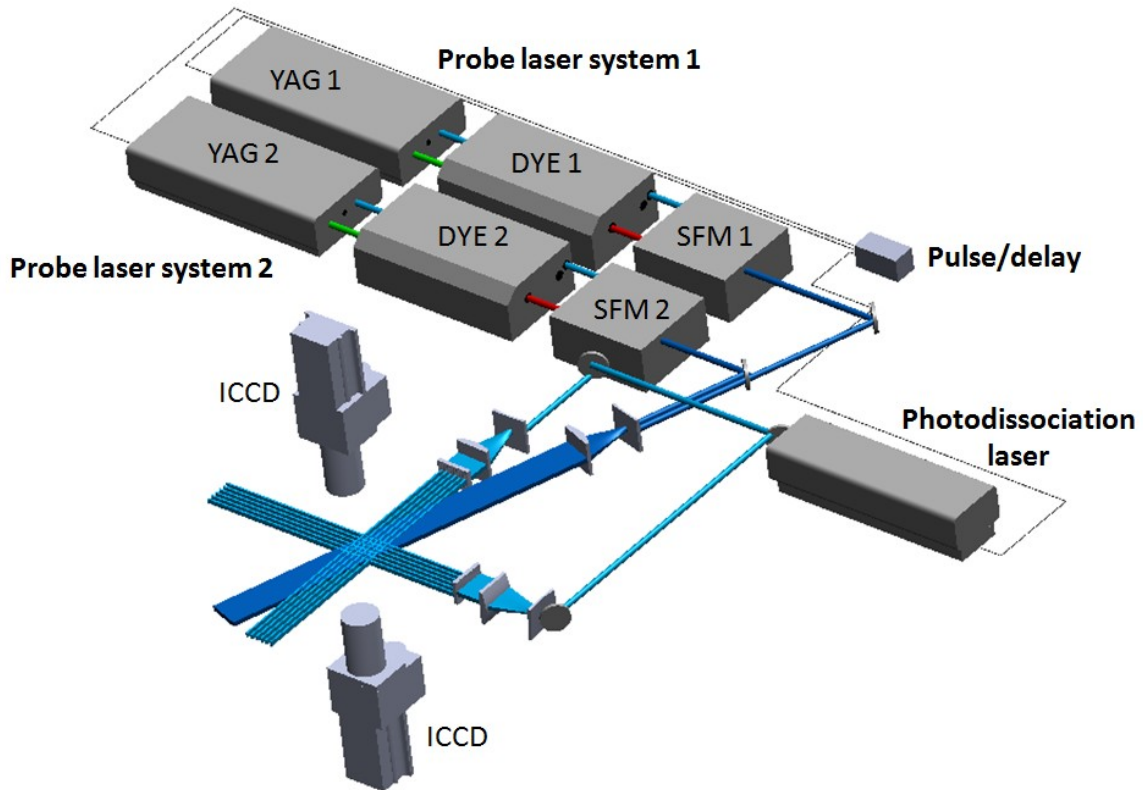 Probe laser system 1
YAG 1
YAG 2
DYE 1
DYE 2
SFM 1
SFM 2
Pulse/delay
Probe laser system 2
ICCD
Photodissociation
laser
ICCD